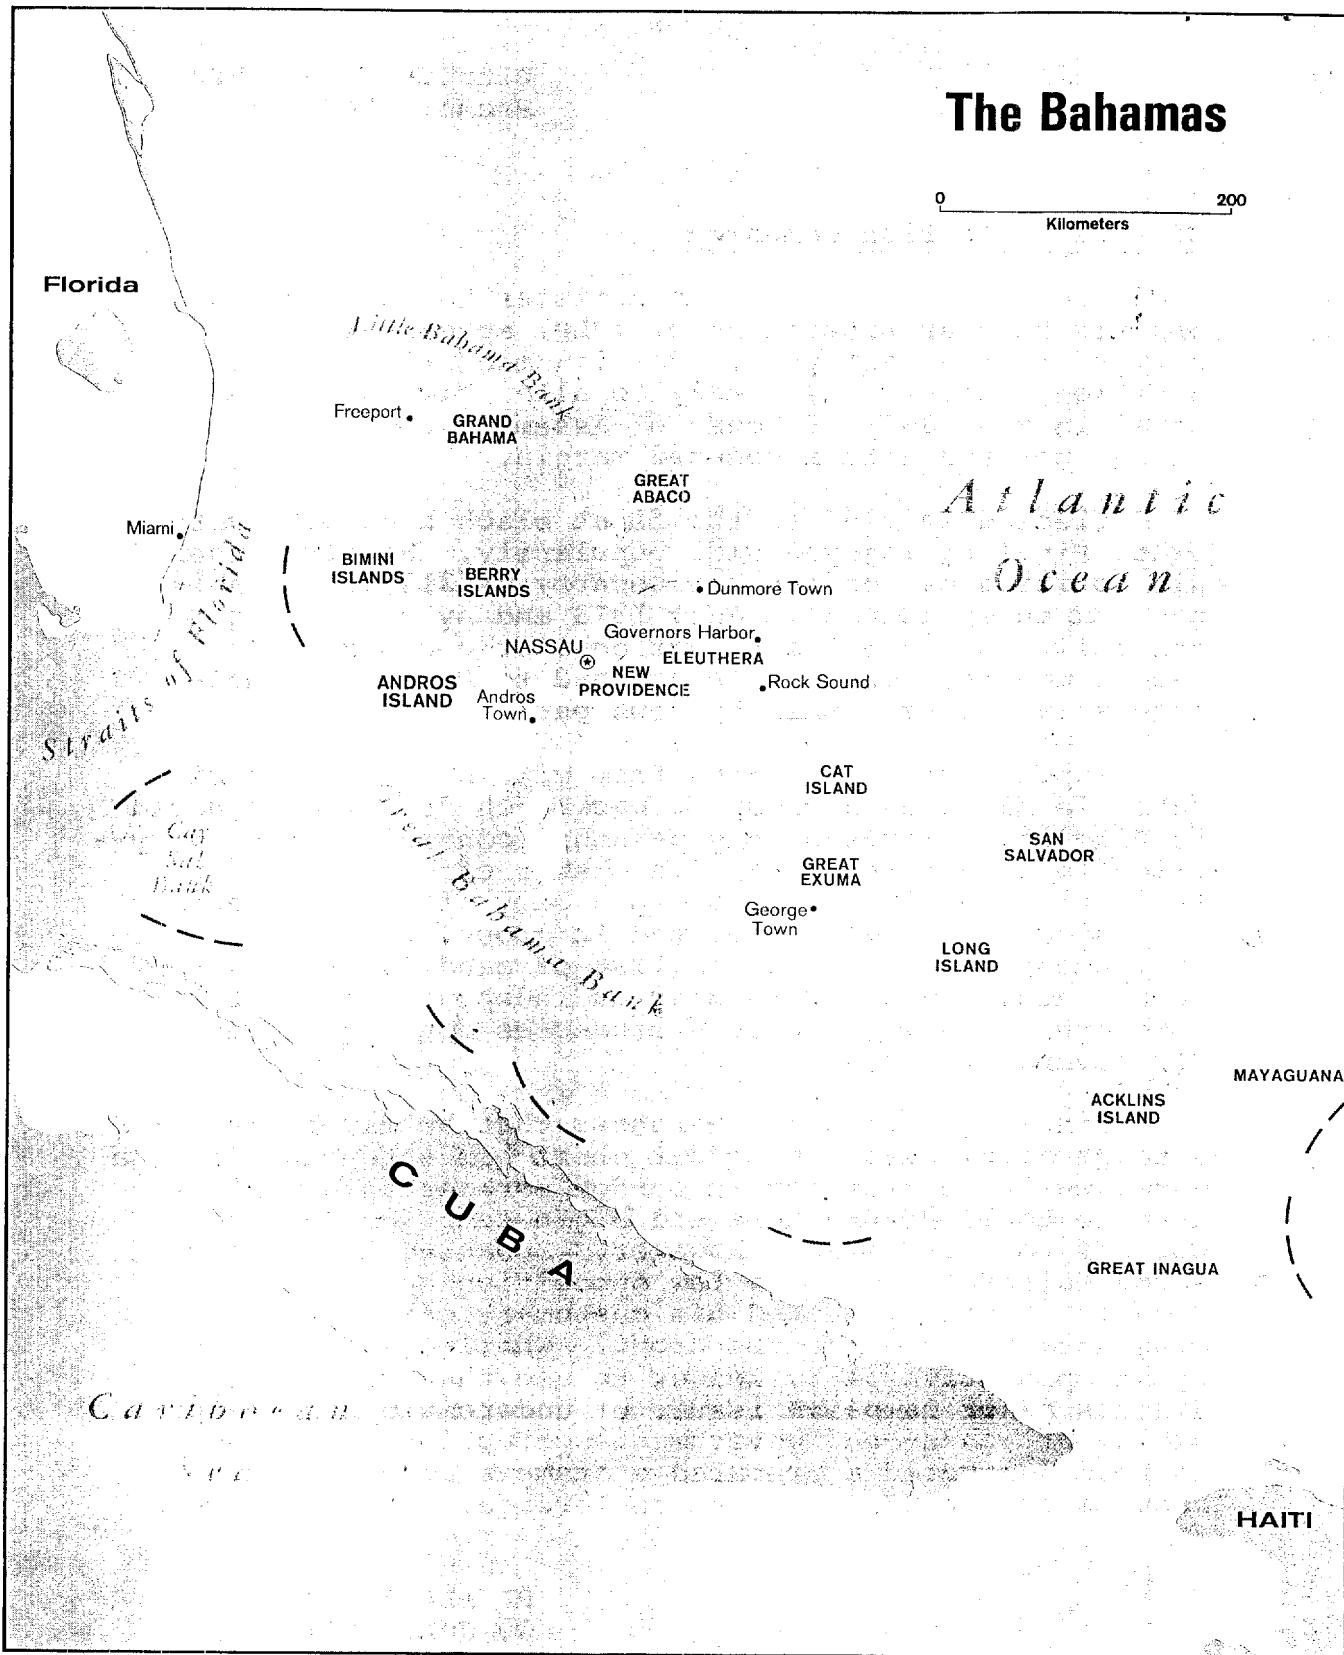 The Bahamas
0 200
Kilometers
Florida
Little Bahama Bank
Freeport
GRAND
BAHAMA
GREAT
ABACO
Atlantic
Ocean
Miami
Straits of Florida
BIMINI
ISLANDS
BERRY
ISLANDS
Dunmore Town
Governors Harbor
NASSAU
ELEUTHERA
NEW
PROVIDENCE
Rock Sound
ANDROS
ISLAND
Andros
Town
CAT
ISLAND
Cay
Sal
Bank
Great Bahama Bank
SAN
SALVADOR
GREAT
EXUMA
George
Town
LONG
ISLAND
MAYAGUANA
ACKLINS
ISLAND
CUBA
GREAT INAGUA
Caribbean
HAITI